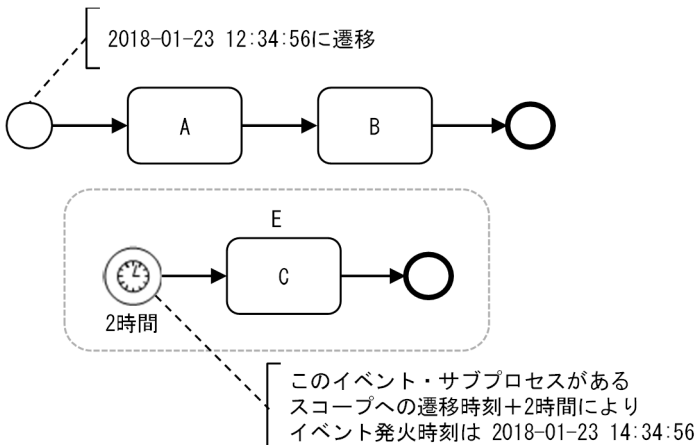 2018-01-23 12:34:56に遷移
A
B
E
C
2時間
このイベント・サブプロセスがある
スコープへの遷移時刻＋2時間により
イベント発火時刻は 2018-01-23 14:34:56